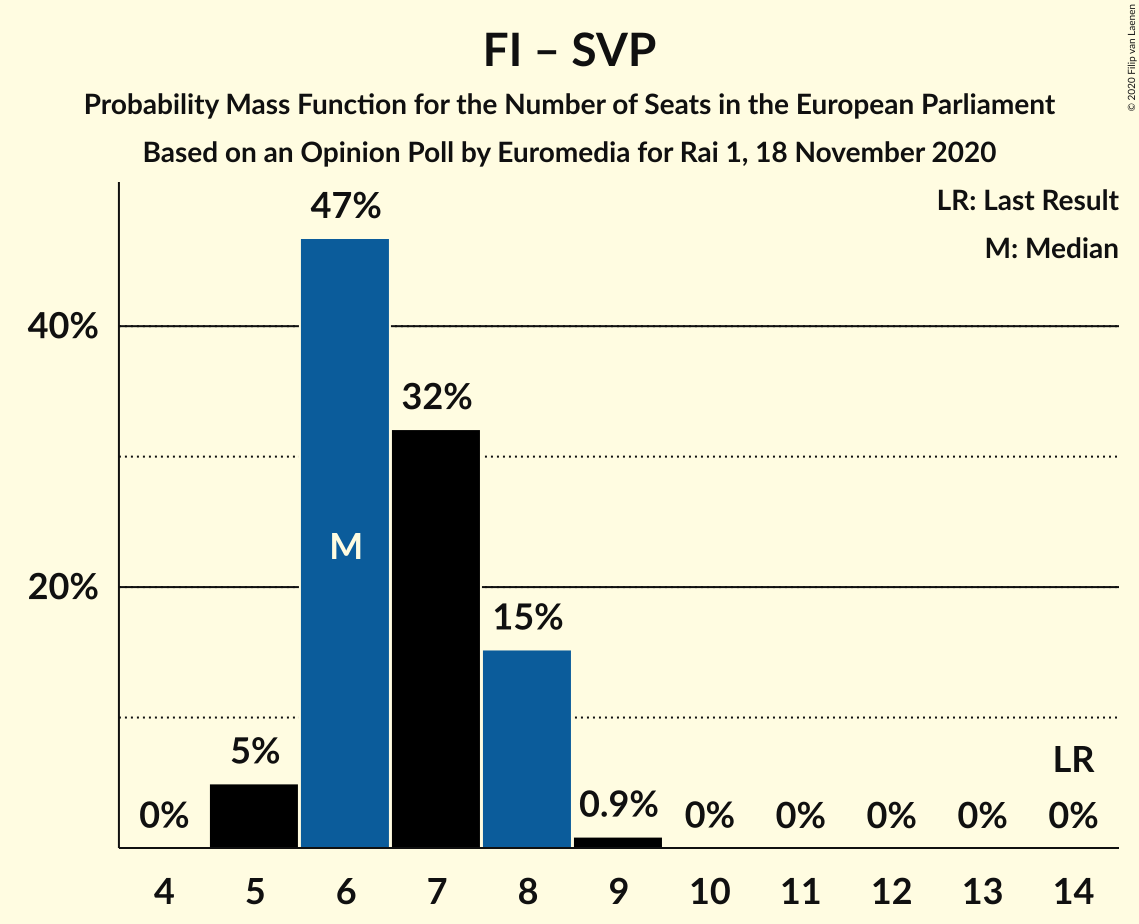 FI – SVP
Probability Mass Function for the Number of Seats in the European Parliament
Based on an Opinion Poll by Euromedia for Rai 1, 18 November 2020
© 2020 Filip van Laenen
LR: Last Result
M: Median
47%
40%
32%
M
20%
15%
5%
LR
0%
0.9%
0%
0%
0%
0%
0%
4 5 6 7 8 9 10 11 12 13 14